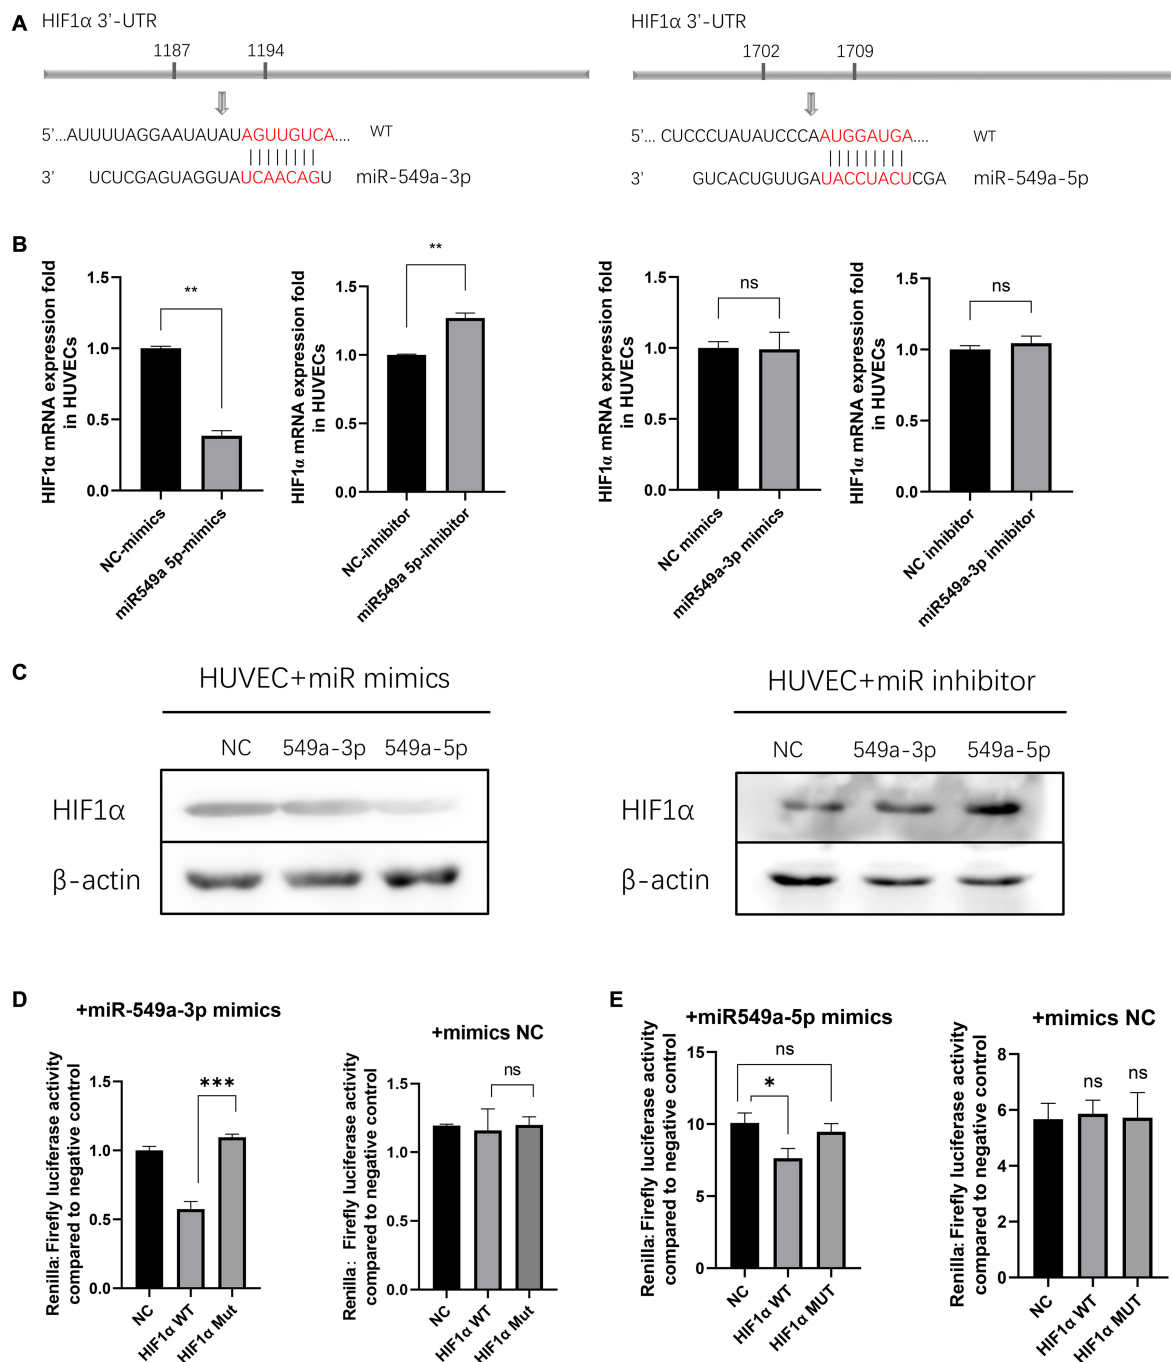 A
HIF1α 3'-UTR
1187 1194
5'...AUUUUAGGAAUAUAUAGUUGUCA.... WT
3' UCUCGAGUAGGUAUCAACAGU miR-549a-3p
HIF1α 3'-UTR
1702 1709
5'... CUCCCUAUAUCCCAAUGGAUGA.... WT
3' GUCACUGUUGAUACCUACUCGA miR-549a-5p
B
HIF1α mRNA expression fold
in HUVECs
1.5
1.0
0.5
0.0
**
NC-mimics
miR549a 5p-mimics
HIF1α mRNA expression fold
in HUVECs
1.5
1.0
0.5
0.0
**
NC-inhibitor
miR549a 5p-inhibitor
HIF1α mRNA expression fold
in HUVECs
1.5
1.0
0.5
0.0
ns
NC mimics
miR549a-3p mimics
HIF1α mRNA expression fold
in HUVECs
1.5
1.0
0.5
0.0
ns
NC inhibitor
miR549a-3p inhibitor
C
HUVEC+miR mimics
NC 549a-3p 549a-5p
HIF1α
β-actin
HUVEC+miR inhibitor
NC 549a-3p 549a-5p
HIF1α
β-actin
D
+miR-549a-3p mimics
Renilla: Firefly luciferase activity
compared to negative control
1.5
1.0
0.5
0.0
***
NC
HIF1α WT
HIF1α Mut
+mimics NC
Renilla: Firefly luciferase activity
compared to negative control
1.5
1.0
0.5
0.0
ns
NC
HIF1α WT
HIF1α Mut
E
+miR549a-5p mimics
Renilla: Firefly luciferase activity
compared to negative control
15
10
5
0
ns
*
NC
HIF1α WT
HIF1α MUT
+mimics NC
Renilla: Firefly luciferase activity
compared to negative control
8
6
4
2
0
ns ns
NC
HIF1α WT
HIF1α MUT